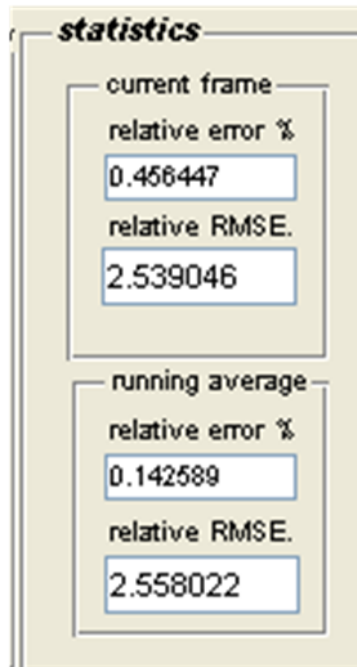 statistics
current frame
relative error %
0.456447
relative RMSE.
2.539046
running average
relative error %
0.142589
relative RMSE.
2.558022